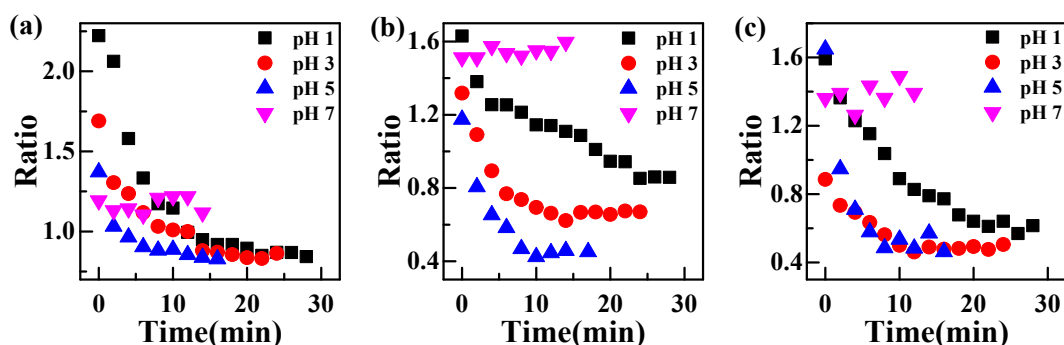 (a)
pH 1
pH 3
pH 5
pH 7
2.0
1.5
1.0
Ratio
0 10 20 30
Time(min)
(b)
pH 1
pH 3
pH 5
pH 7
1.6
1.2
0.8
0.4
Ratio
0 10 20 30
Time(min)
(c)
pH 1
pH 3
pH 5
pH 7
1.6
1.2
0.8
0.4
Ratio
0 10 20 30
Time(min)